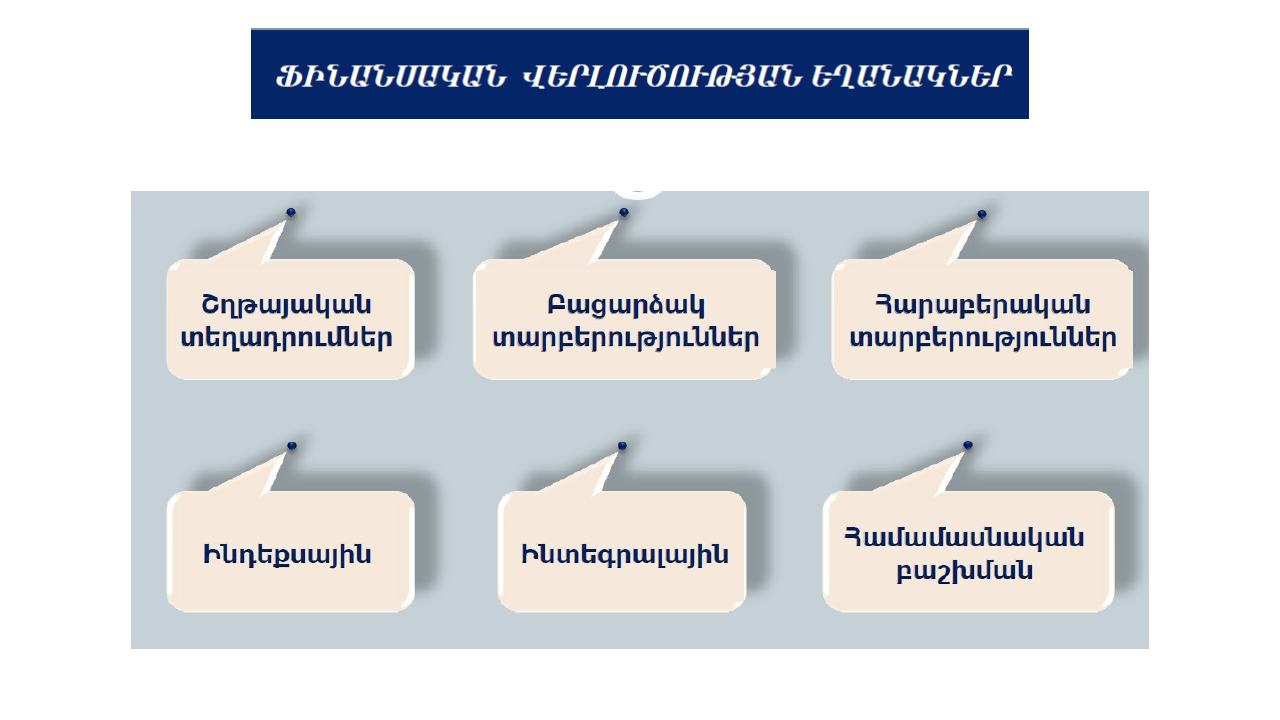 ՖԻՆԱՆՍԱԿԱՆ ՎԵՐԼՈՒԾՈՒԹՅԱՆ ԵՂԱՆԱԿՆԵՐ
Շղթայական
տեղադրումներ
Բացարձակ
տարբերություններ
Հարաբերական
տարբերություններ
Ինդեքսային
Ինտեգրալային
Համամասնական
բաշխման